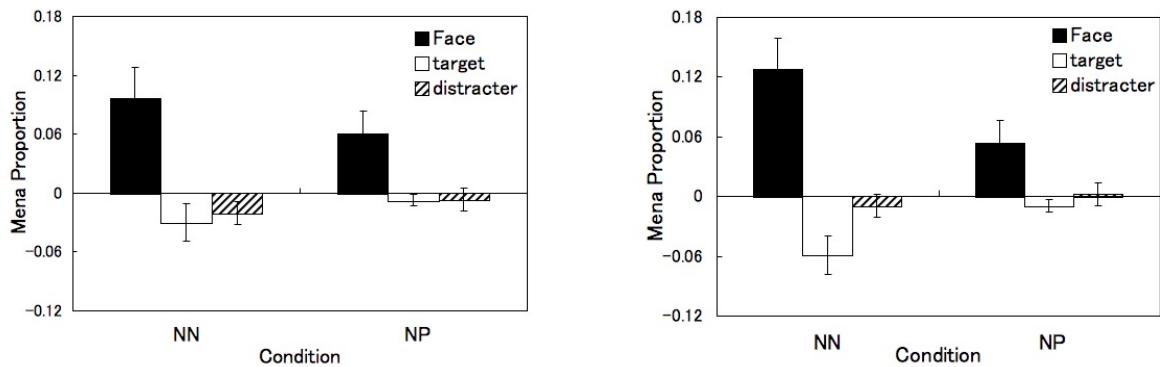 0.18
0.12
0.06
0
−0.06
−0.12
Mena Proportion
Face
target
distracter
NN
NP
Condition
0.18
0.12
0.06
0
−0.06
−0.12
Mena Proportion
Face
target
distracter
NN
NP
Condition